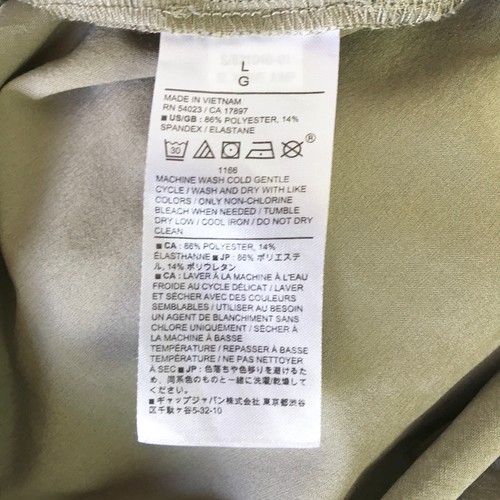 L
G
MADE IN VIETNAM
RN 54023 / CA 17897
■ US/GB : 86% POLYESTER, 14%
SPANDEX / ELASTANE
30
®
1166
MACHINE WASH COLD GENTLE
CYCLE / WASH AND DRY WITH LIKE
COLORS / ONLY NON-CHLORINE
BLEACH WHEN NEEDED / TUMBLE
DRY LOW / COOL IRON / DO NOT DRY
CLEAN
■ CA : 86% POLYESTER, 14%
ÉLASTHANNE ■ JP : 86% ポリエステ
ル, 14% ポリウレタン
■ CA : LAVER À LA MACHINE À L'EAU
FROIDE AU CYCLE DÉLICAT / LAVER
ET SÉCHER AVEC DES COULEURS
SEMBLABLES / UTILISER AU BESOIN
UN AGENT DE BLANCHIMENT SANS
CHLORE UNIQUEMENT / SÉCHER À
LA MACHINE À BASSE
TEMPÉRATURE / REPASSER À BASSE
TEMPÉRATURE / NE PAS NETTOYER
À SEC ■ JP : 色落ちや色移りを避けるた
め、同系色のものと一緒に洗濯/乾燥して
ください。
■ ギャップジャパン株式会社 東京都渋谷
区千駄ヶ谷5-32-10